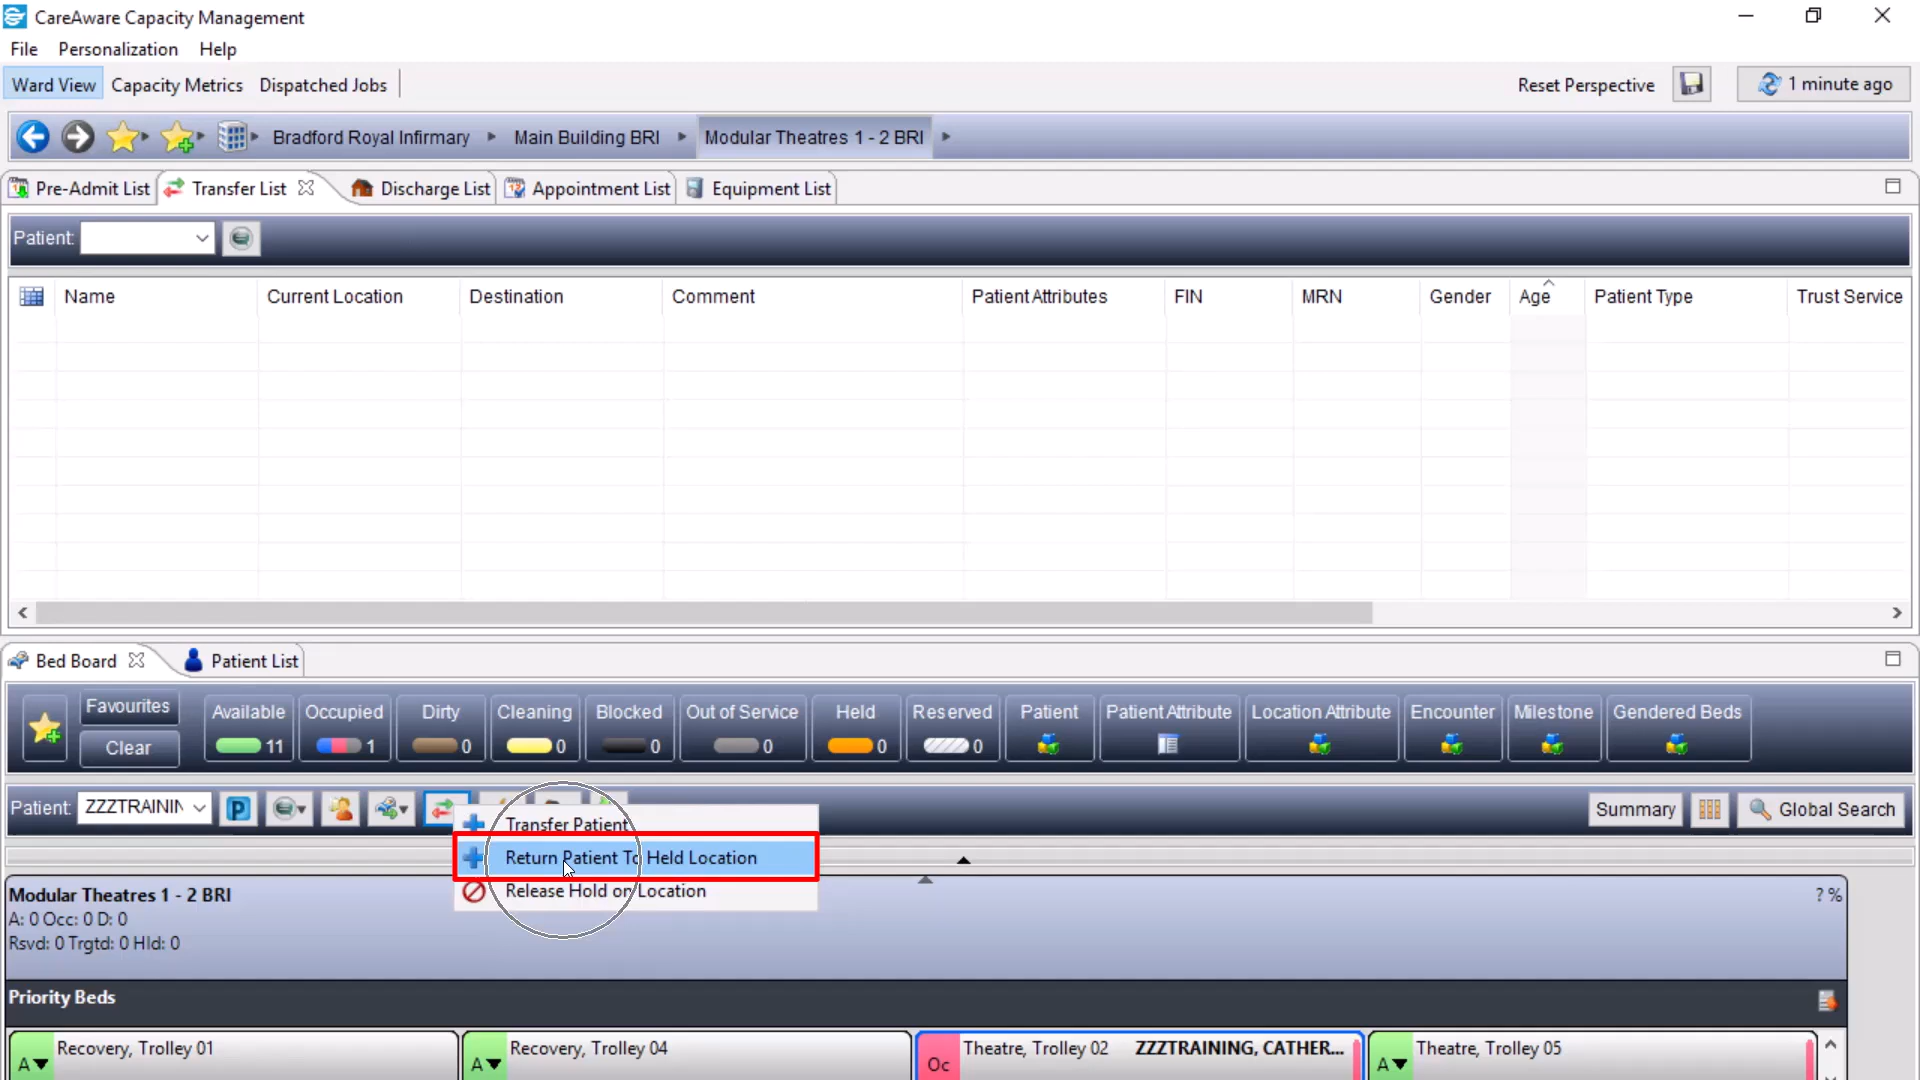 CareAware Capacity Management
File Personalization Help
Ward View Capacity Metrics Dispatched Jobs Reset Perspective 1 minute ago
Bradford Royal Infirmary Main Building BRI Modular Theatres 1 - 2 BRI
Pre-Admit List Transfer List Discharge List Appointment List Equipment List
Patient:
Name Current Location Destination Comment Patient Attributes FIN MRN Gender Age Patient Type Trust Service
Bed Board Patient List
Favourites Available Occupied Dirty Cleaning Blocked Out of Service Held Reserved Patient Patient Attribute Location Attribute Encounter Milestone Gendered Beds
Clear 11 1 0 0 0 0 0 0
Patient: ZZZTRAININ P Summary Global Search
Transfer Patient
Return Patient To Held Location
Release Hold on Location
Modular Theatres 1 - 2 BRI ? %
A: 0 Occ: 0 D: 0
Rsvd: 0 Trgtd: 0 Hld: 0
Priority Beds
A Recovery, Trolley 01 A Recovery, Trolley 04 Oc Theatre, Trolley 02 ZZZTRAINING, CATHER... A Theatre, Trolley 05